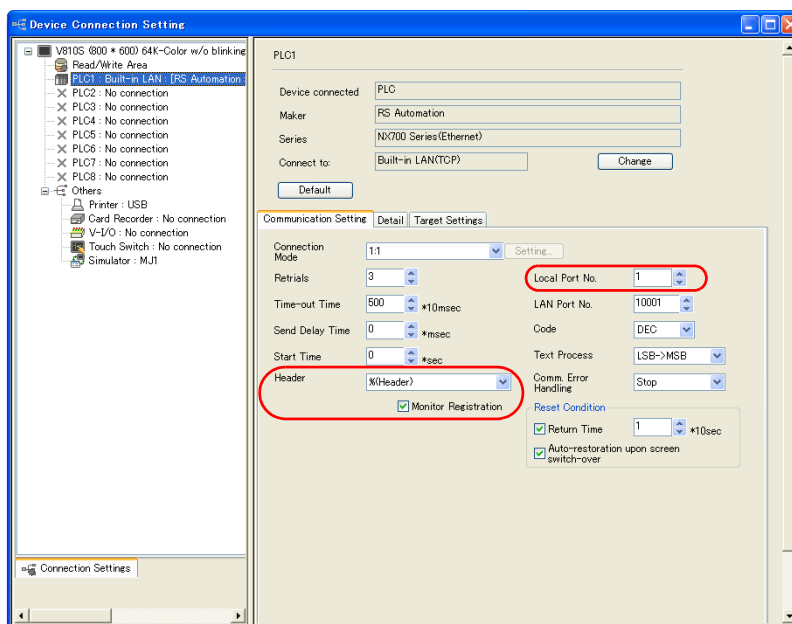 Device Connection Setting
V810S (800 * 600) 64K-Color w/o blinking
Read/Write Area
PLC1 : Built-in LAN : [RS Automation
PLC2 : No connection
PLC3 : No connection
PLC4 : No connection
PLC5 : No connection
PLC6 : No connection
PLC7 : No connection
PLC8 : No connection
Others
Printer : USB
Card Recorder : No connection
V-I/O : No connection
Touch Switch : No connection
Simulator : MJ1
Connection Settings
PLC1
Device connected PLC
Maker RS Automation
Series NX700 Series(Ethernet)
Connect to: Built-in LAN(TCP) Change
Default
Communication Setting Detail Target Settings
Connection Mode 1:1 Setting...
Retrials 3
Time-out Time 500 *10msec
Send Delay Time 0 *msec
Start Time 0 *sec
Header %(Header)
Monitor Registration
Local Port No. 1
LAN Port No. 10001
Code DEC
Text Process LSB->MSB
Comm. Error Handling Stop
Reset Condition
Return Time 1 *10sec
Auto-restoration upon screen
switch-over